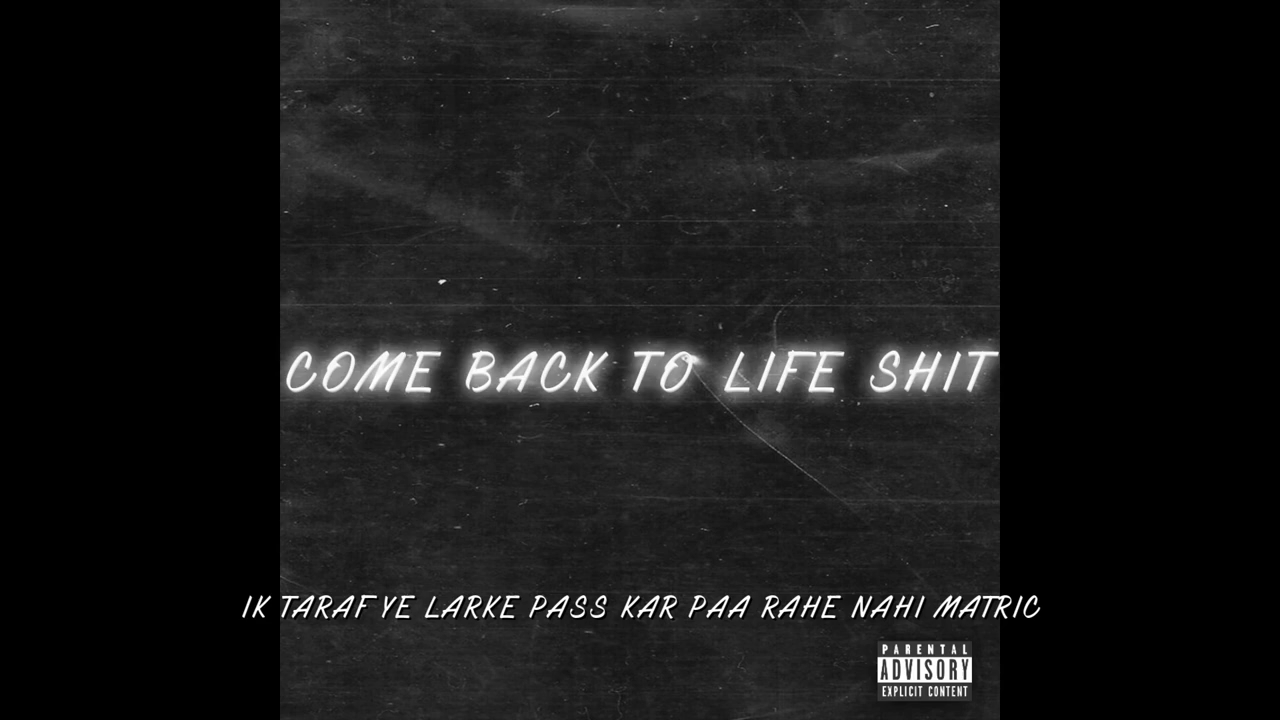 COME BACK TO LIFE SHIT
IK TARAF YE LARKE PASS KAR PAA RAHE NAHI MATRIC
PARENTAL
ADVISORY
EXPLICIT CONTENT